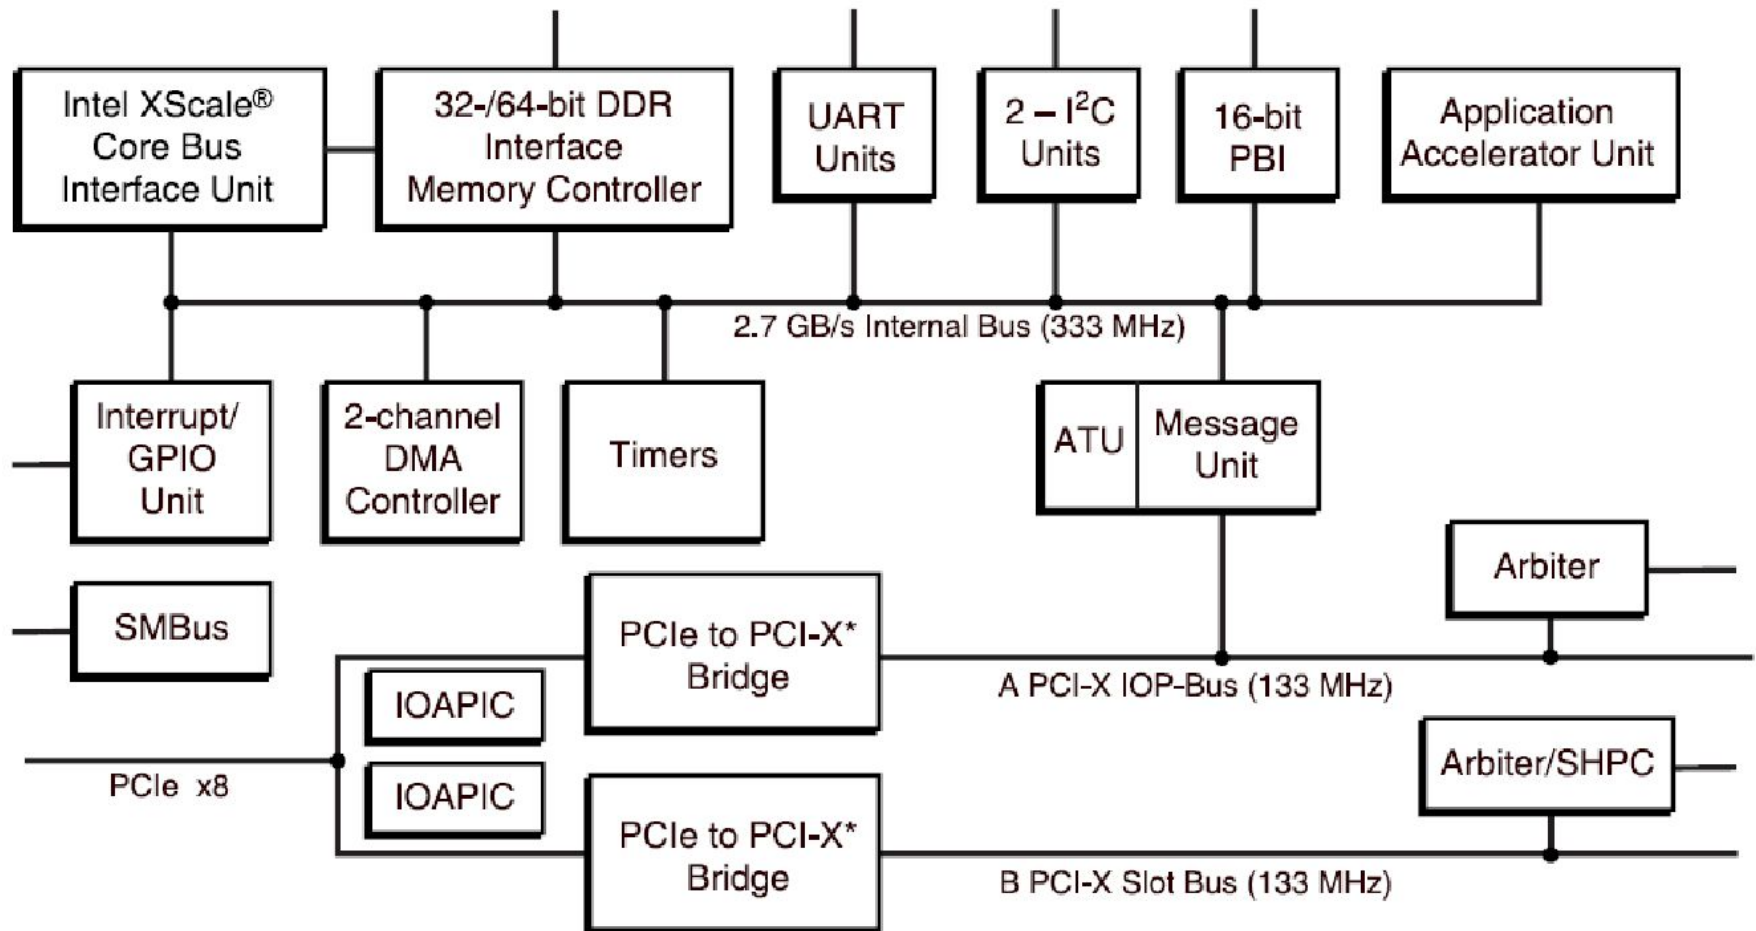 Intel XScale®
Core Bus
Interface Unit
32-/64-bit DDR
Interface
Memory Controller
UART
Units
2 – I²C
Units
16-bit
PBI
Application
Accelerator Unit
2.7 GB/s Internal Bus (333 MHz)
Interrupt/
GPIO
Unit
2-channel
DMA
Controller
Timers
ATU
Message
Unit
Arbiter
SMBus
PCIe to PCI-X*
Bridge
IOAPIC
A PCI-X IOP-Bus (133 MHz)
PCIe x8
IOAPIC
Arbiter/SHPC
PCIe to PCI-X*
Bridge
B PCI-X Slot Bus (133 MHz)